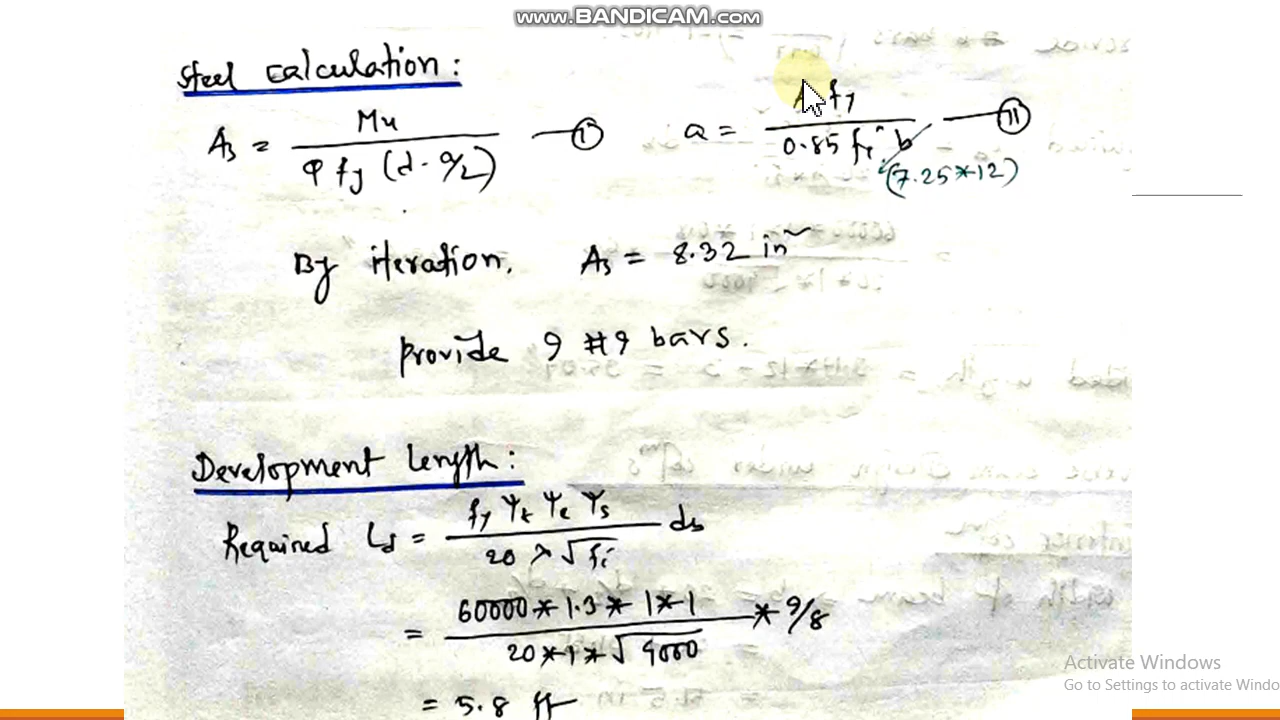 www.BANDICAM.com
Steel calculation:
As = Mu / φ fy (d - a/2) — I
a = A fy / 0.85 fc' b — II
(7.25*12)
By iteration, As = 8.32 in²
provide 9 #9 bars.
Development length:
Required Ld = fy Ψt Ψe Ψs / 20 λ √fc' db
= 60000 * 1.3 * 1 * 1 / 20 * 1 * √4000 * 9/8
= 5.8 ft
Activate Windows
Go to Settings to activate Windo